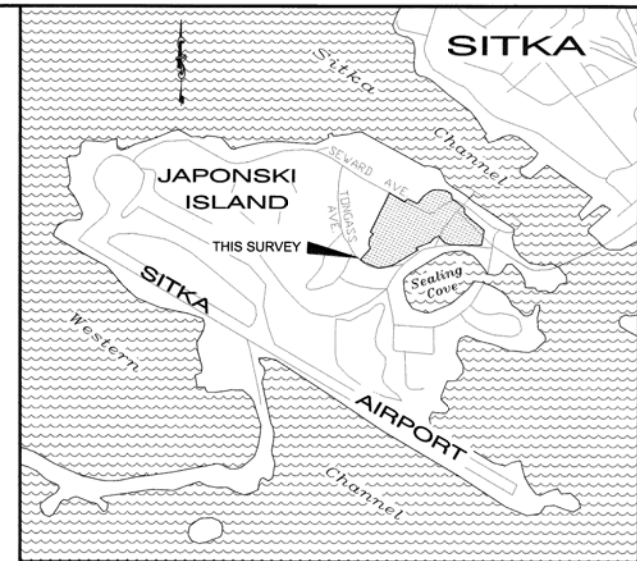 SITKA
Sitka
Channel
SEWARD AVE
JAPONSKI
ISLAND
TONGASS
AVE
THIS SURVEY
Sealing
Cove
SITKA
AIRPORT
Western
Channel